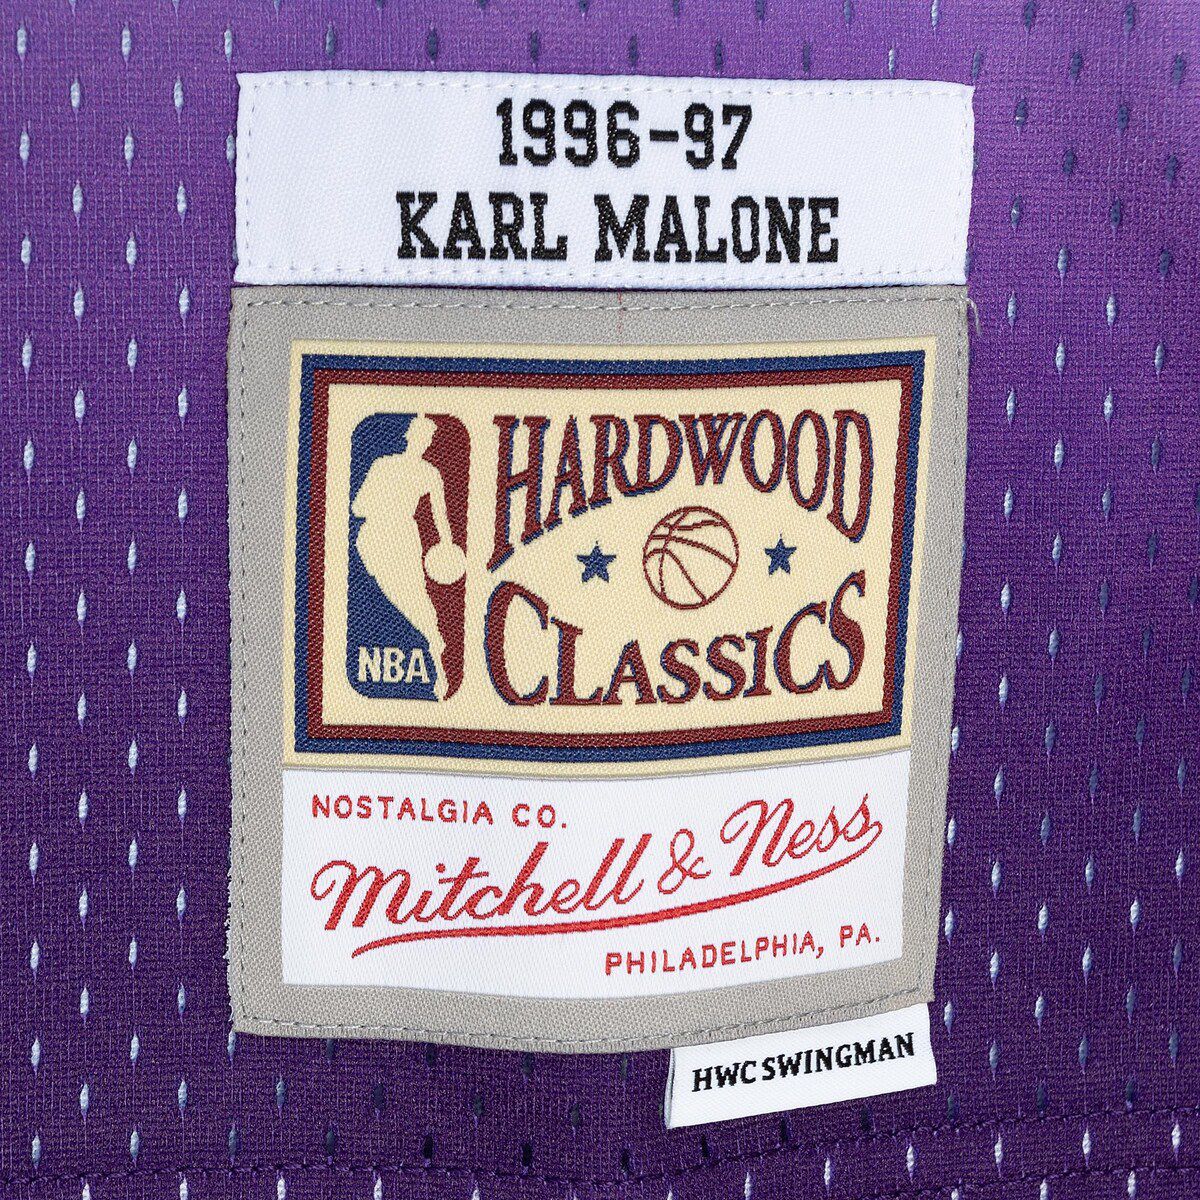 1996-97
KARL MALONE
HARDWOOD
CLASSICS
NBA
NOSTALGIA CO.
Mitchell & Ness
PHILADELPHIA, PA.
HWC SWINGMAN